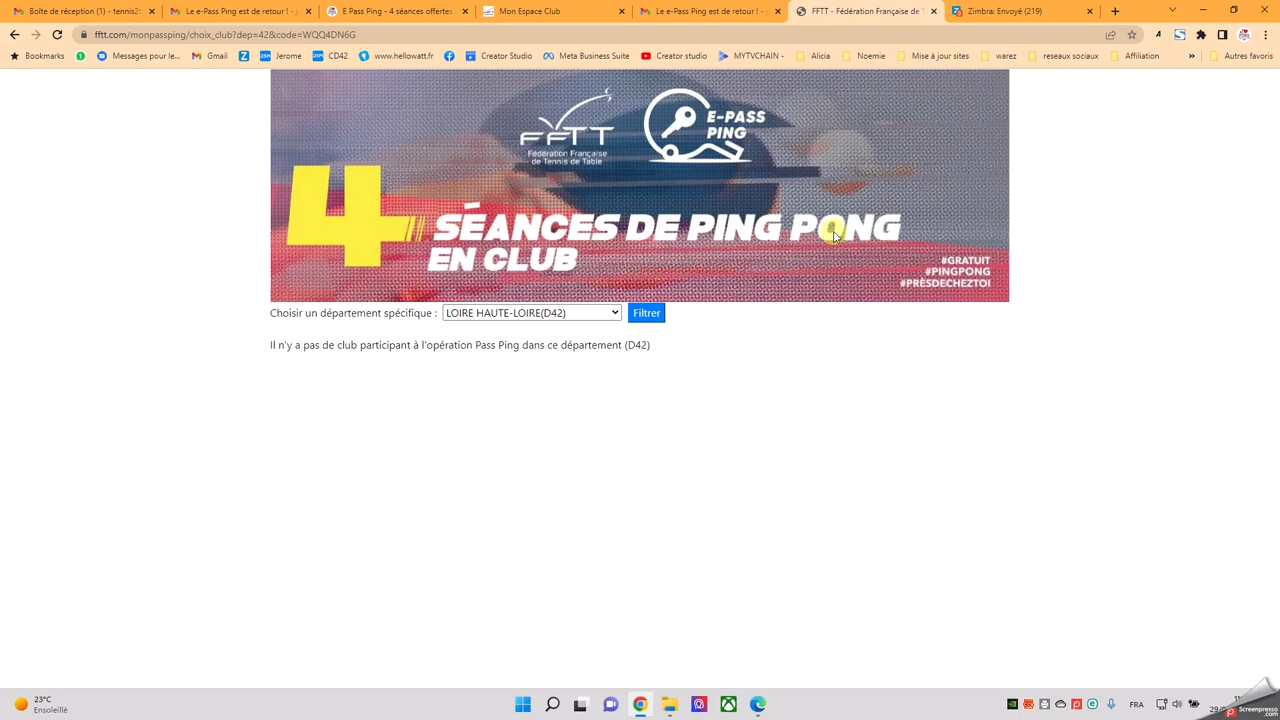 Boîte de réception (1) - tennis2
Le e-Pass Ping est de retour ! - j
E Pass Ping - 4 séances offertes
Mon Espace Club
Le e-Pass Ping est de retour ! - j
FFTT - Fédération Française de T
Zimbra: Envoyé (219)
fftt.com/monpassping/choix_club?dep=42&code=WQQ4DN6G
Bookmarks
Messages pour le...
Gmail
Jerome
CD42
www.hellowatt.fr
Creator Studio
Meta Business Suite
Creator studio
MYTVCHAIN -
Alicia
Noemie
Mise à jour sites
reseaux sociaux
warez
Affiliation
»
Autres favoris
FFTT
Fédération Française
de Tennis de Table
E-PASS
PING
4 SÉANCES DE PING PONG
EN CLUB
#GRATUIT
#PINGPONG
#PRÈSDECHEZTOI
Choisir un département spécifique :
LOIRE HAUTE-LOIRE(D42)
Filtrer
Il n'y a pas de club participant à l'opération Pass Ping dans ce département (D42)
23°C
Ensoleillé
FRA
Screenpresso
.com